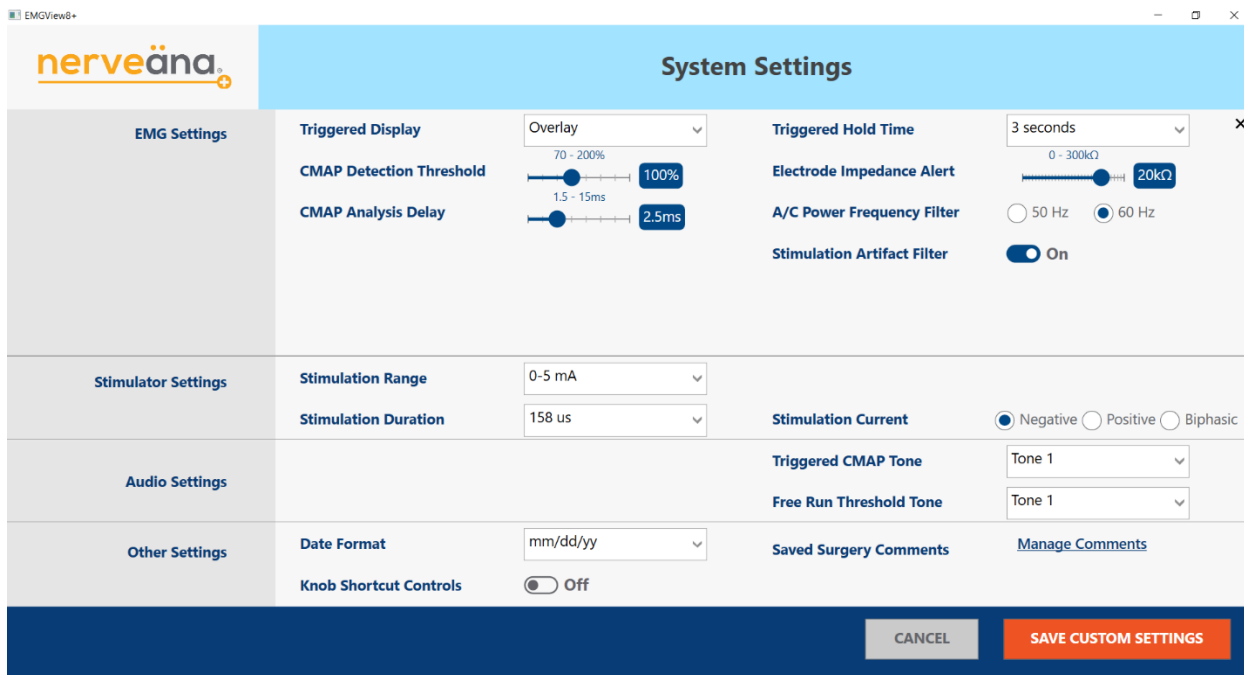 EMGView8+
nerveäna®
System Settings
EMG Settings
Triggered Display
Overlay
Triggered Hold Time
3 seconds
CMAP Detection Threshold
70 - 200%
100%
Electrode Impedance Alert
0 - 300kΩ
20kΩ
CMAP Analysis Delay
1.5 - 15ms
2.5ms
A/C Power Frequency Filter
50 Hz
60 Hz
Stimulation Artifact Filter
On
Stimulator Settings
Stimulation Range
0-5 mA
Stimulation Duration
158 us
Stimulation Current
Negative
Positive
Biphasic
Audio Settings
Triggered CMAP Tone
Tone 1
Free Run Threshold Tone
Tone 1
Other Settings
Date Format
mm/dd/yy
Saved Surgery Comments
Manage Comments
Knob Shortcut Controls
Off
CANCEL
SAVE CUSTOM SETTINGS